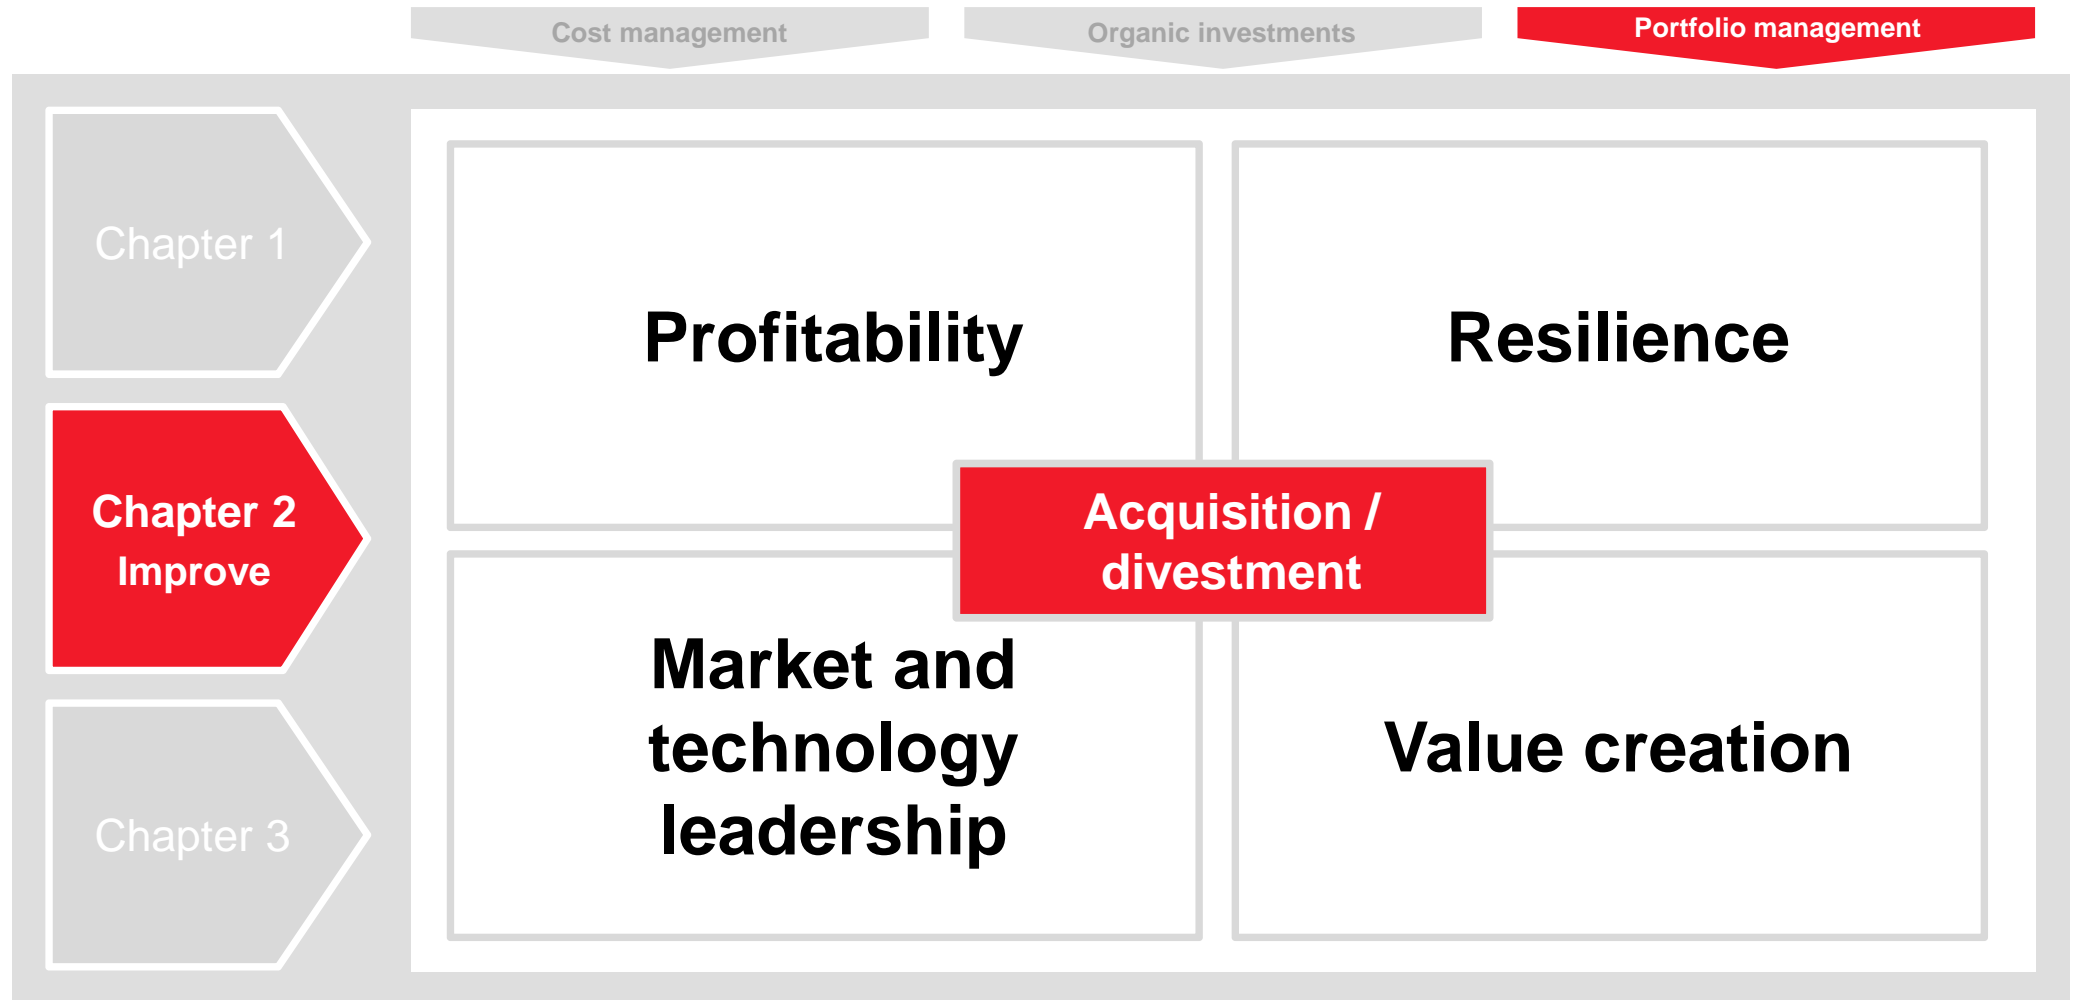 Cost management
Organic investments
Portfolio management
Chapter 1
Chapter 2
Improve
Chapter 3
Profitability
Resilience
Acquisition /
divestment
Market and
technology
leadership
Value creation